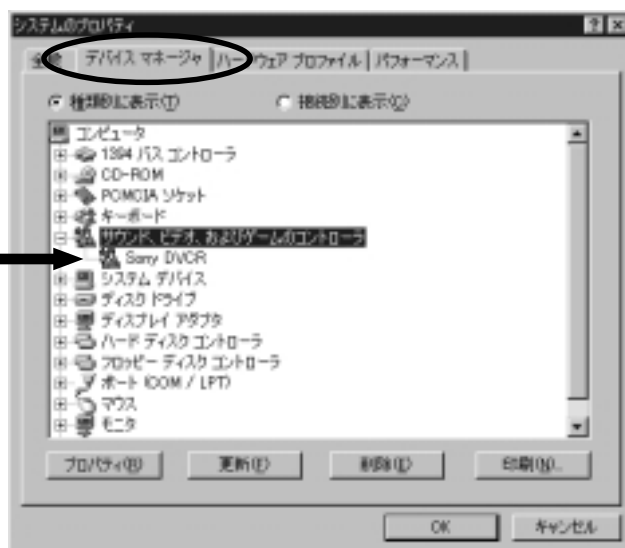 システムのプロパティ
全般 デバイス マネージャ ハードウェア プロファイル パフォーマンス
種類別に表示(T) 接続別に表示(C)
コンピュータ
1394 バス コントローラ
CD-ROM
PCMCIA ソケット
キーボード
サウンド、ビデオ、およびゲームのコントローラ
Sony DVCR
システム デバイス
ディスク ドライブ
ディスプレイ アダプタ
ハード ディスク コントローラ
フロッピー ディスク コントローラ
ポート (COM / LPT)
マウス
モニタ
プロパティ(R) 更新(F) 削除(E) 印刷(N)...
OK キャンセル